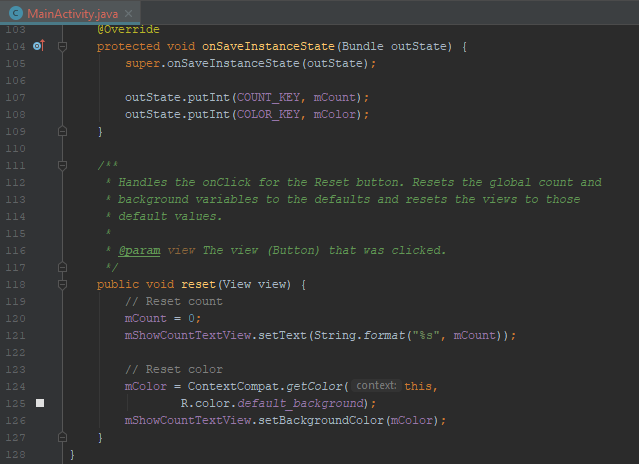 MainActivity.java
103 @Override
104 protected void onSaveInstanceState(Bundle outState) {
105 super.onSaveInstanceState(outState);
106
107 outState.putInt(COUNT_KEY, mCount);
108 outState.putInt(COLOR_KEY, mColor);
109 }
110
111 /**
112 * Handles the onClick for the Reset button. Resets the global count and
113 * background variables to the defaults and resets the views to those
114 * default values.
115 *
116 * @param view The view (Button) that was clicked.
117 */
118 public void reset(View view) {
119 // Reset count
120 mCount = 0;
121 mShowCountTextView.setText(String.format("%s", mCount));
122
123 // Reset color
124 mColor = ContextCompat.getColor( context: this,
125 R.color.default_background);
126 mShowCountTextView.setBackgroundColor(mColor);
127 }
128 }